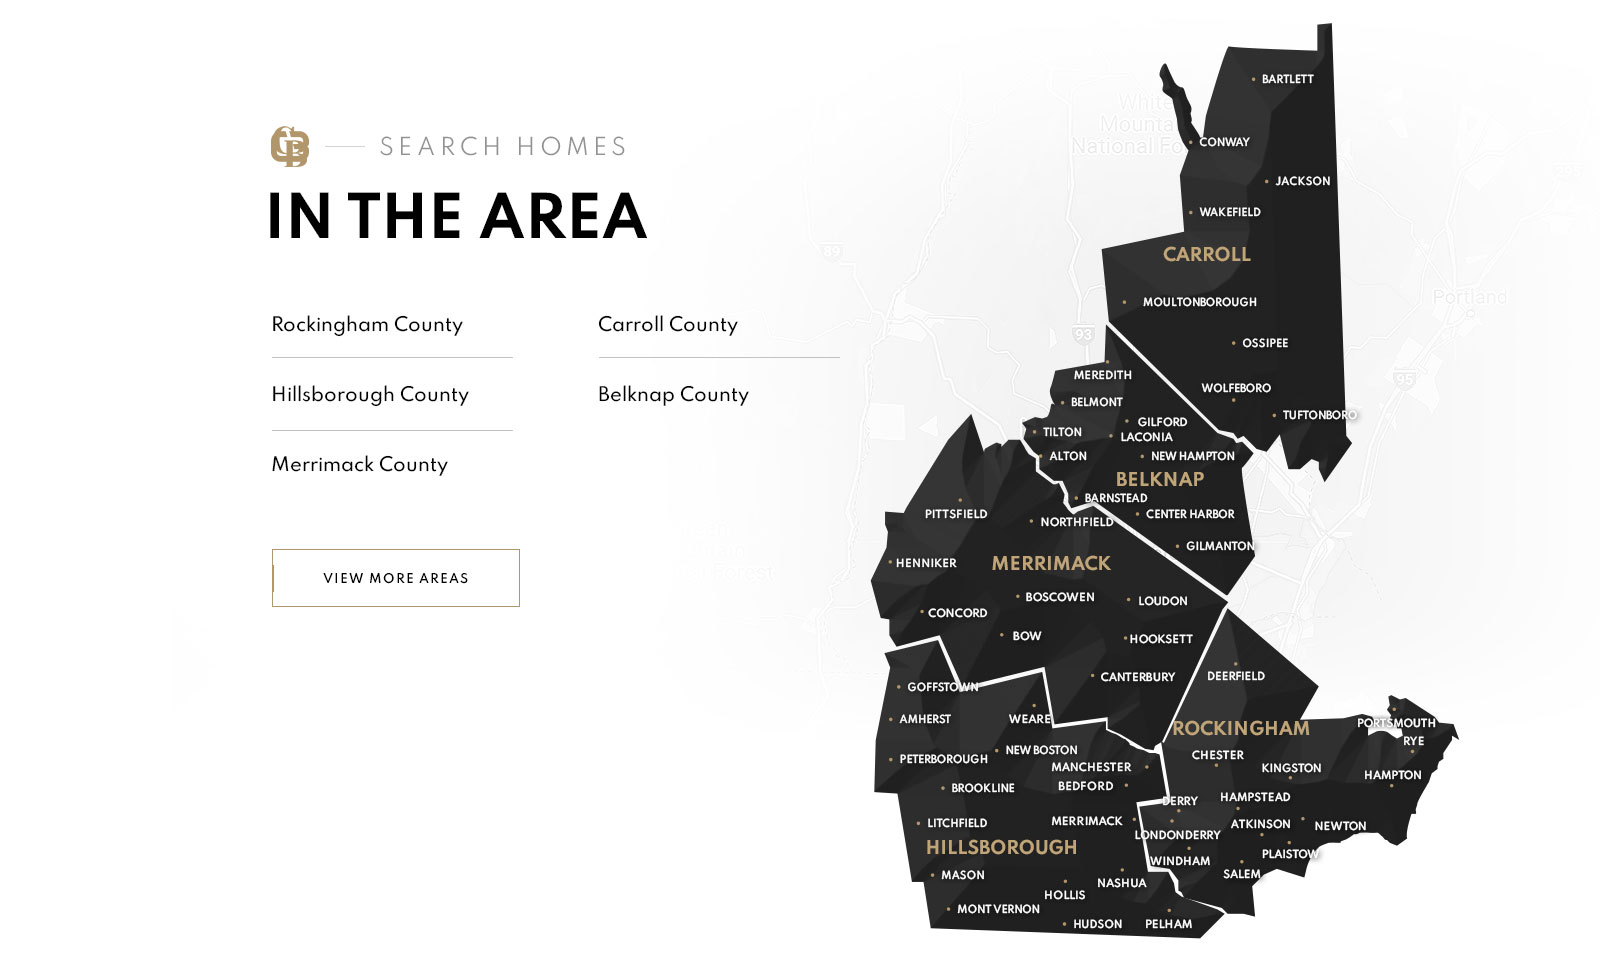 SEARCH HOMES
IN THE AREA
Rockingham County
Carroll County
Hillsborough County
Belknap County
Merrimack County
VIEW MORE AREAS
White
Mounta
National Fo
89
93
95
Portland
BARTLETT
CONWAY
JACKSON
WAKEFIELD
CARROLL
MOULTONBOROUGH
OSSIPEE
WOLFEBORO
TUFTONBORO
MEREDITH
BELMONT
GILFORD
TILTON
LACONIA
ALTON
NEW HAMPTON
BELKNAP
BARNSTEAD
CENTER HARBOR
GILMANTON
PITTSFIELD
NORTHFIELD
HENNIKER
MERRIMACK
BOSCOWEN
LOUDON
CONCORD
BOW
HOOKSETT
CANTERBURY
DEERFIELD
GOFFSTOWN
AMHERST
WEARE
NEW BOSTON
PETERBOROUGH
MANCHESTER
BEDFORD
BROOKLINE
MERRIMACK
LITCHFIELD
HILLSBOROUGH
MASON
NASHUA
HOLLIS
MONT VERNON
HUDSON
PELHAM
ROCKINGHAM
PORTSMOUTH
RYE
CHESTER
KINGSTON
HAMPTON
DERRY
HAMPSTEAD
ATKINSON
NEWTON
LONDONDERRY
PLAISTOW
WINDHAM
SALEM